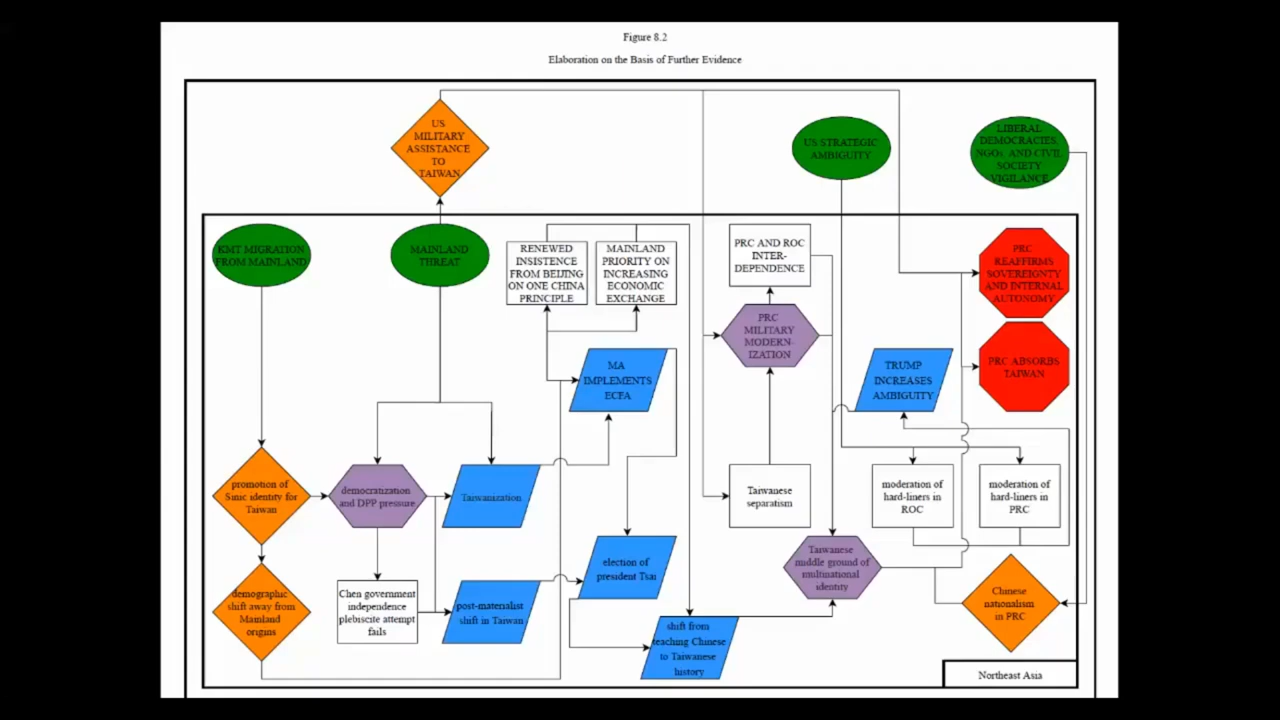 Figure 8.2
Elaboration on the Basis of Further Evidence
US
MILITARY
ASSISTANCE
TO
TAIWAN
US STRATEGIC
AMBIGUITY
LIBERAL
DEMOCRACIES,
NGOs AND CIVIL
SOCIETY
VIGILANCE
KMT MIGRATION
FROM MAINLAND
MAINLAND
THREAT
RENEWED
INSISTENCE
FROM BEIJING
ON ONE CHINA
PRINCIPLE
MAINLAND
PRIORITY ON
INCREASING
ECONOMIC
EXCHANGE
PRC AND ROC
INTER-
DEPENDENCE
PRC
REAFFIRMS
SOVEREIGNTY
AND INTERNAL
AUTONOMY
PRC
MILITARY
MODERN-
IZATION
MA
IMPLEMENTS
ECFA
TRUMP
INCREASES
AMBIGUITY
PRC ABSORBS
TAIWAN
promotion of
Sinic identity for
Taiwan
democratization
and DPP pressure
Taiwanization
Taiwanese
separatism
moderation of
hard-liners in
ROC
moderation of
hard-liners in
PRC
demographic
shift away from
Mainland
origins
Chen government
independence
plebiscite attempt
fails
post-materialist
shift in Taiwan
election of
president Tsai
Taiwanese
middle ground of
multinational
identity
shift from
teaching Chinese
to Taiwanese
history
Chinese
nationalism
in PRC
Northeast Asia